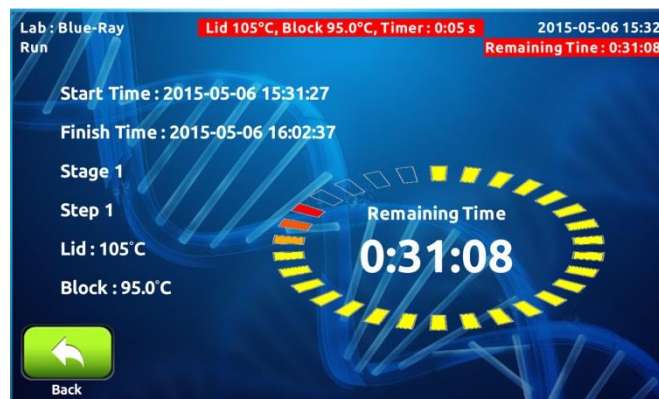 Lab : Blue-Ray
Lid 105°C, Block 95.0°C, Timer : 0:05 s
2015-05-06 15:32
Run
Remaining Tine : 0:31:08
Start Time : 2015-05-06 15:31:27
Finish Time : 2015-05-06 16:02:37
Stage 1
Step 1
Lid : 105°C
Block : 95.0°C
Remaining Time
0:31:08
Back